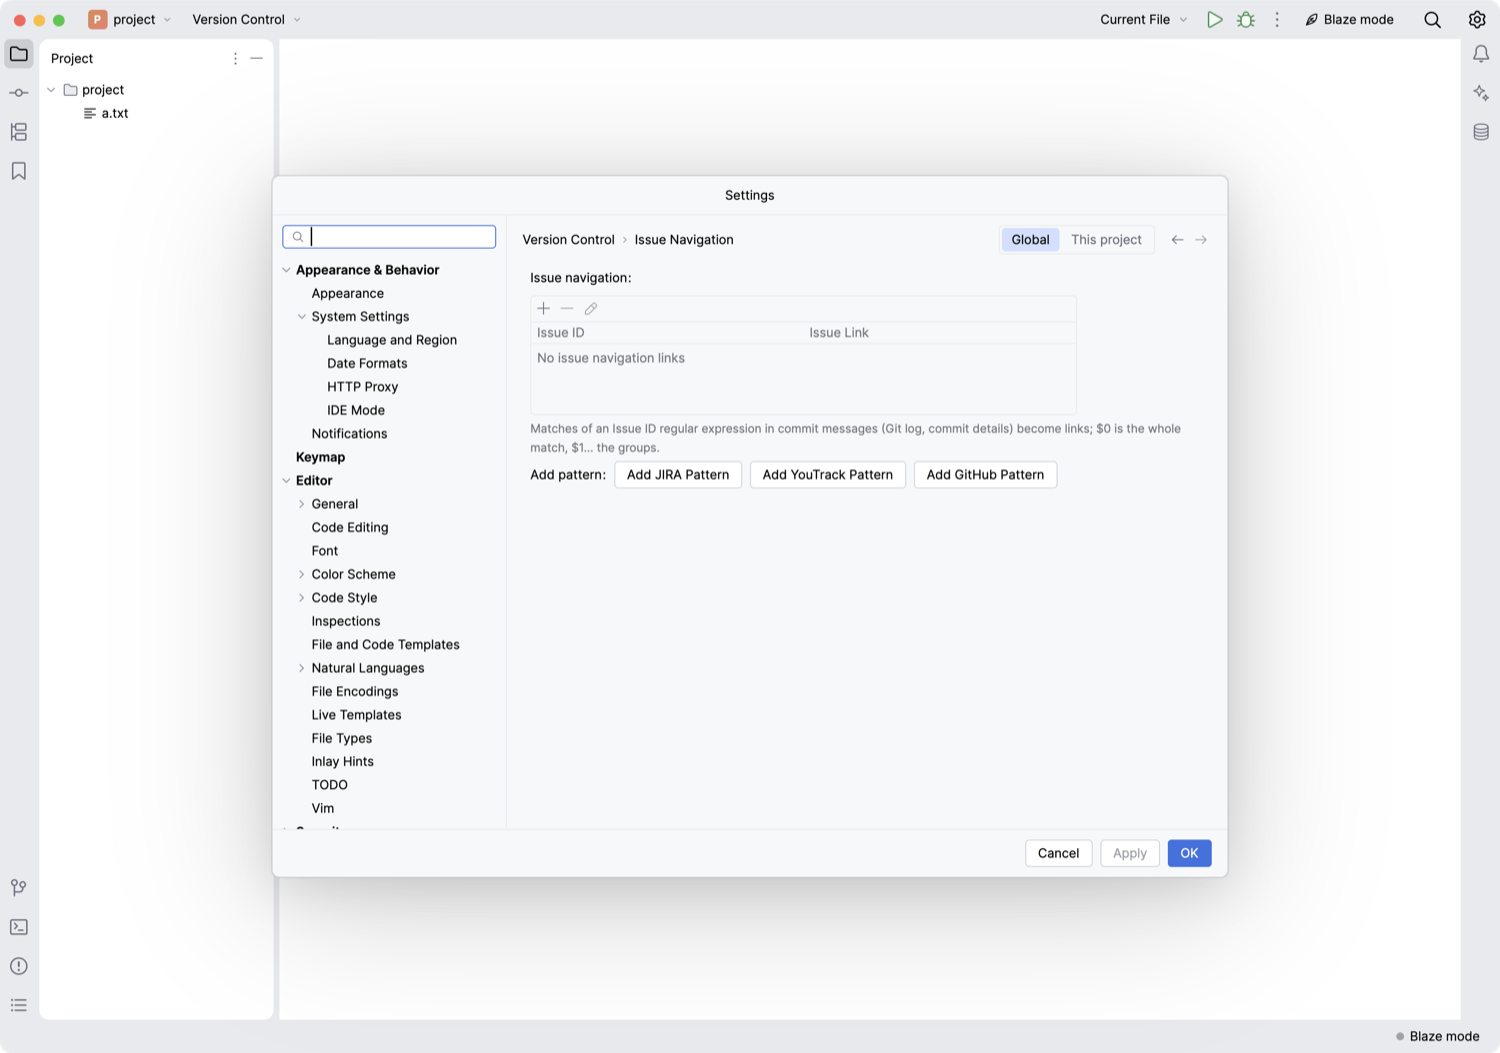 P project
Version Control
Current File
Blaze mode
Project
project
a.txt
Settings
Appearance & Behavior
Appearance
System Settings
Language and Region
Date Formats
HTTP Proxy
IDE Mode
Notifications
Keymap
Editor
General
Code Editing
Font
Color Scheme
Code Style
Inspections
File and Code Templates
Natural Languages
File Encodings
Live Templates
File Types
Inlay Hints
TODO
Vim
Version Control › Issue Navigation
Global
This project
Issue navigation:
Issue ID
Issue Link
No issue navigation links
Matches of an Issue ID regular expression in commit messages (Git log, commit details) become links; $0 is the whole
match, $1... the groups.
Add pattern:
Add JIRA Pattern
Add YouTrack Pattern
Add GitHub Pattern
Cancel
Apply
OK
Blaze mode